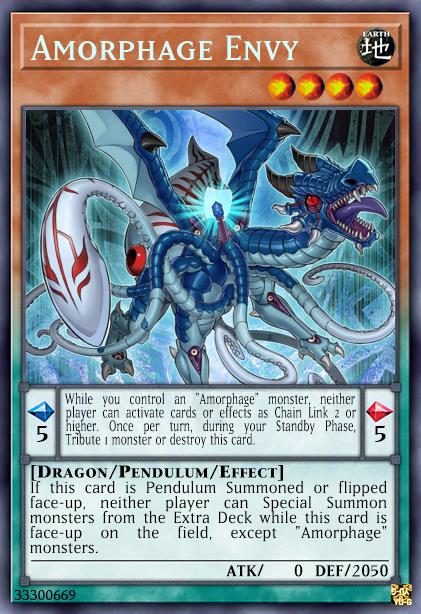 AMORPHAGE ENVY
EARTH
地
While you control an "Amorphage" monster, neither
player can activate cards or effects as Chain Link 2 or
higher. Once per turn, during your Standby Phase,
Tribute 1 monster or destroy this card.
5
5
[DRAGON/PENDULUM/EFFECT]
If this card is Pendulum Summoned or flipped
face-up, neither player can Special Summon
monsters from the Extra Deck while this card is
face-up on the field, except "Amorphage"
monsters.
ATK/ 0 DEF/2050
33300669